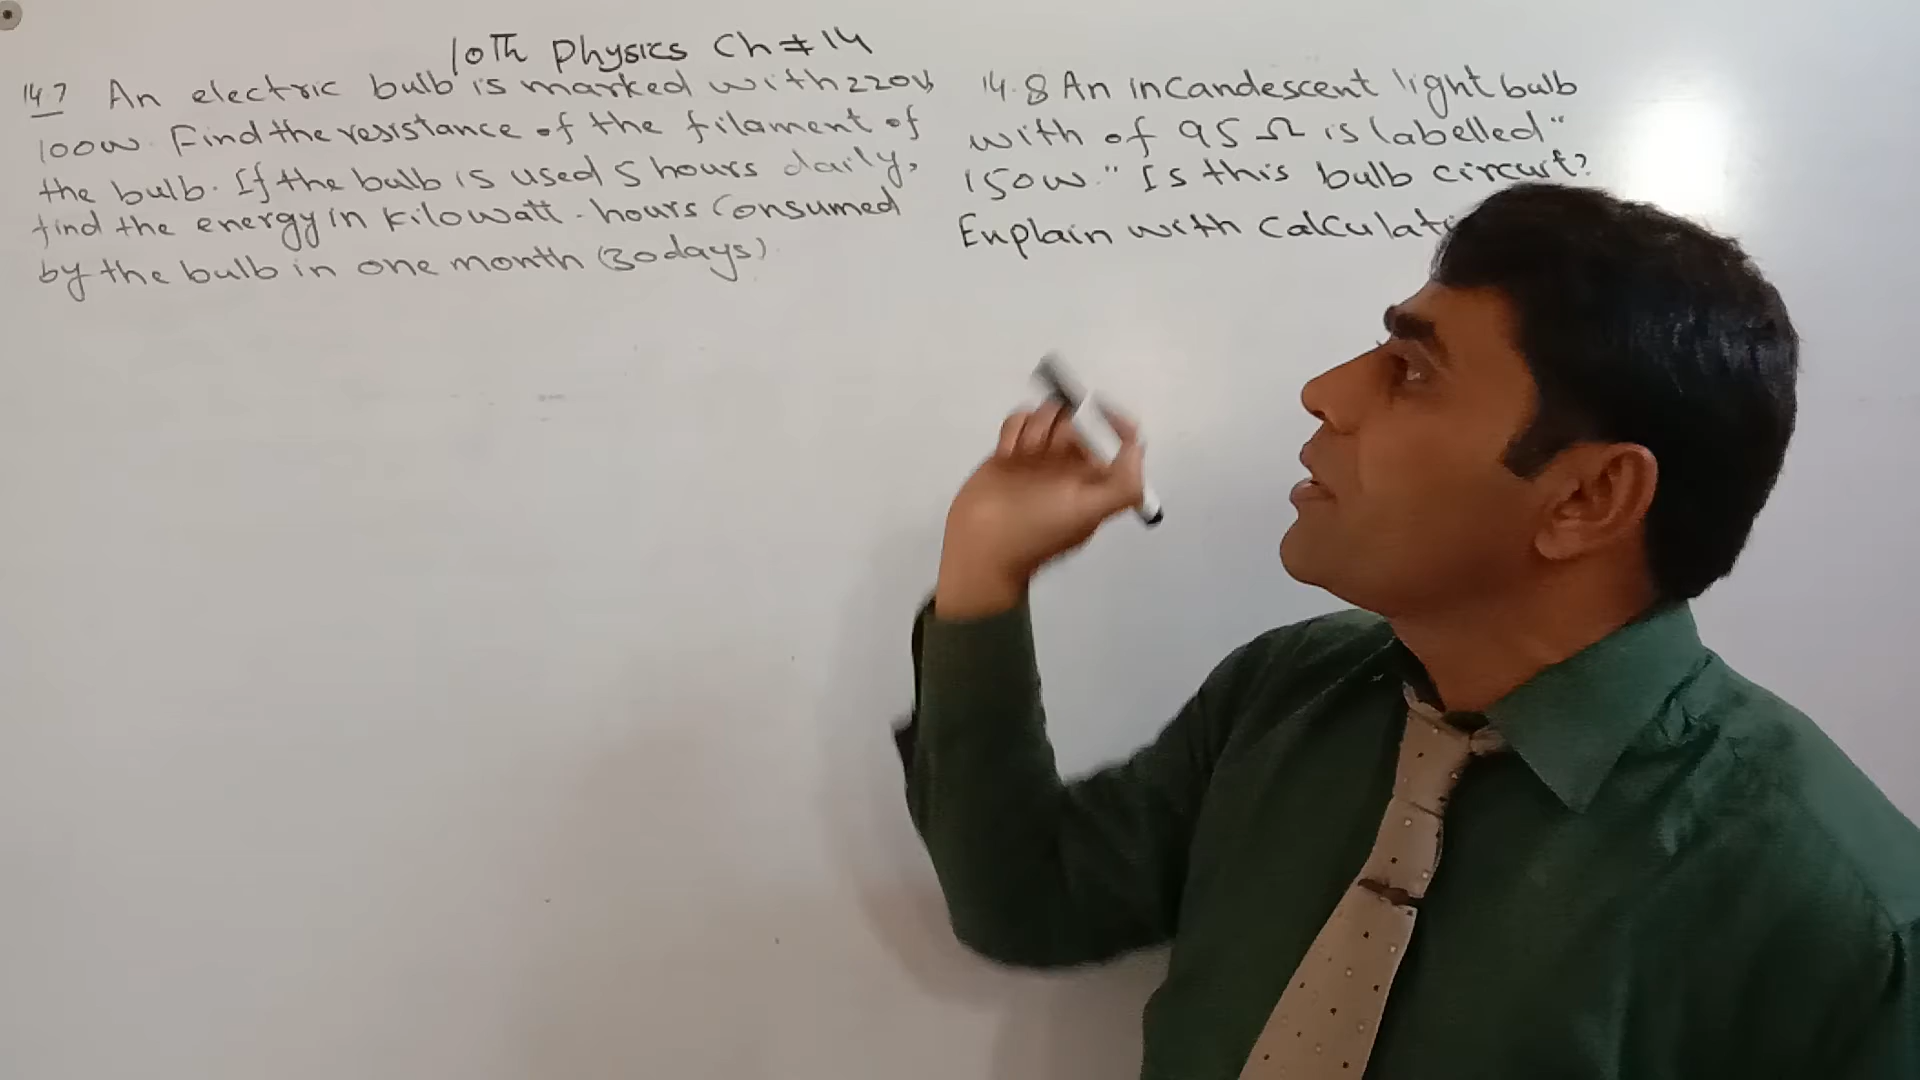 10Th Physics Ch # 14
14.7 An electric bulb is marked with 220V,
100W. Find the resistance of the filament of
the bulb. If the bulb is used 5 hours daily,
find the energy in Kilowatt-hours Consumed
by the bulb in one month (30days).
14.8 An incandescent light bulb
with of 95 Ω is labelled "
150W." Is this bulb circuit?
Explain with Calculati